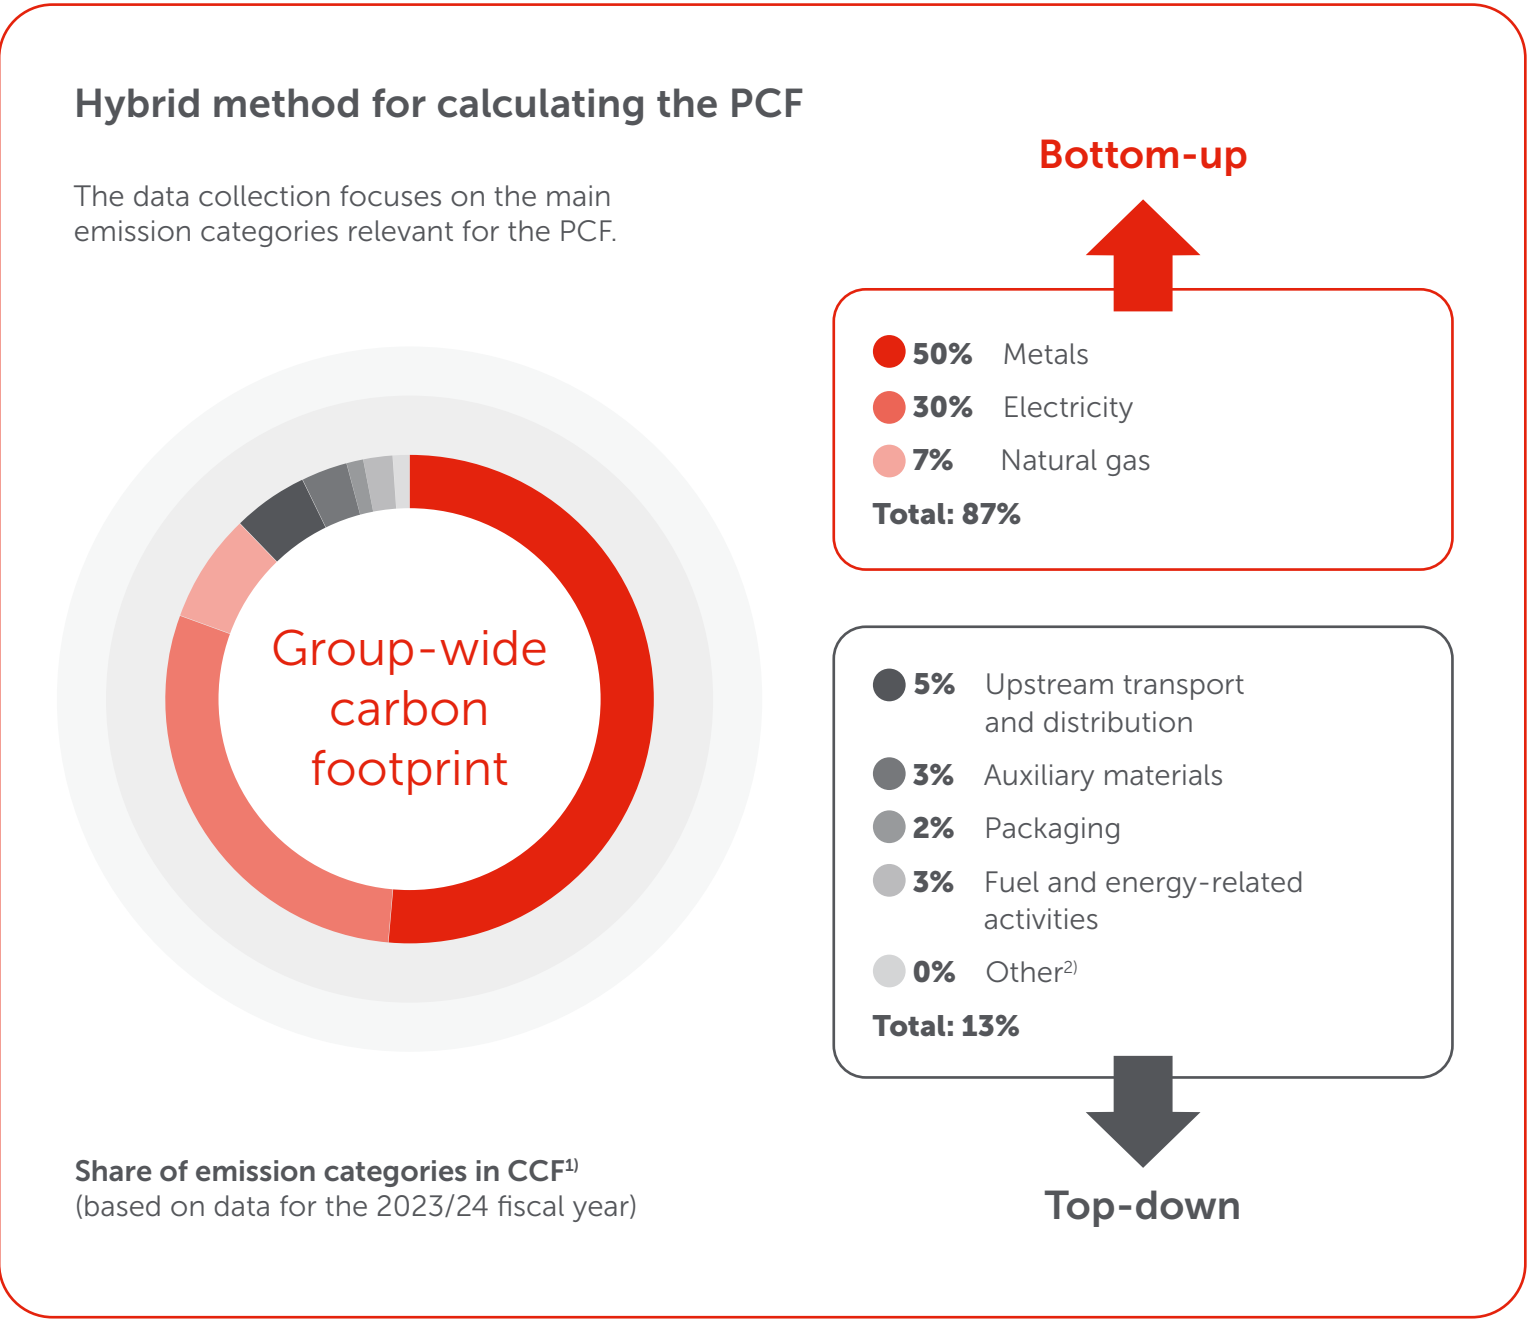 Hybrid method for calculating the PCF
The data collection focuses on the main
emission categories relevant for the PCF.
Group-wide
carbon
footprint
Share of emission categories in CCF¹⁾
(based on data for the 2023/24 fiscal year)
Bottom-up
50% Metals
30% Electricity
7% Natural gas
Total: 87%
5% Upstream transport
and distribution
3% Auxiliary materials
2% Packaging
3% Fuel and energy-related
activities
0% Other²⁾
Total: 13%
Top-down